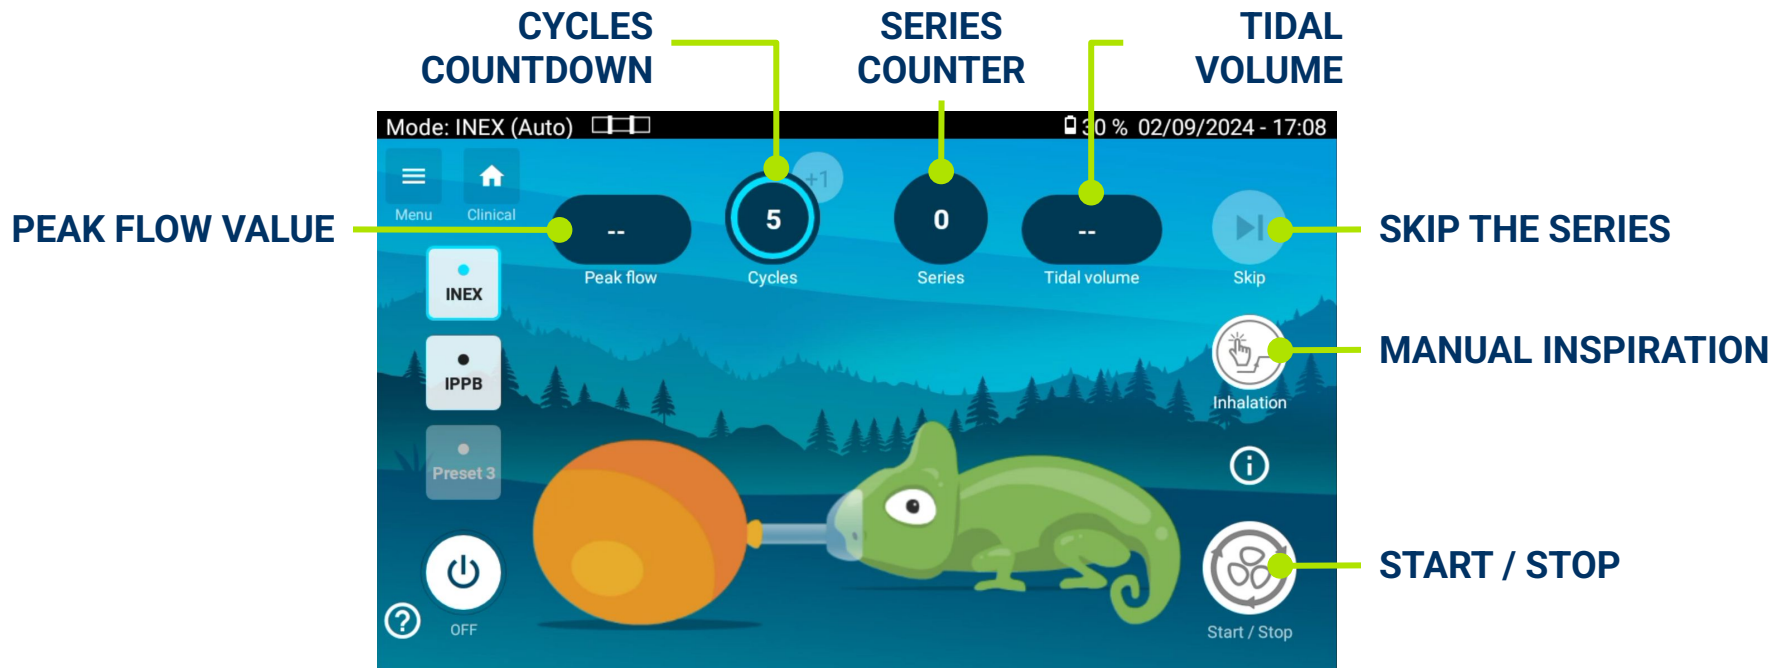 CYCLES
COUNTDOWN
SERIES
COUNTER
TIDAL
VOLUME
Mode: INEX (Auto)
30 % 02/09/2024 - 17:08
Menu
Clinical
+1
PEAK FLOW VALUE
--
5
0
--
SKIP THE SERIES
Peak flow
Cycles
Series
Tidal volume
Skip
INEX
MANUAL INSPIRATION
IPPB
Inhalation
Preset 3
START / STOP
OFF
Start / Stop